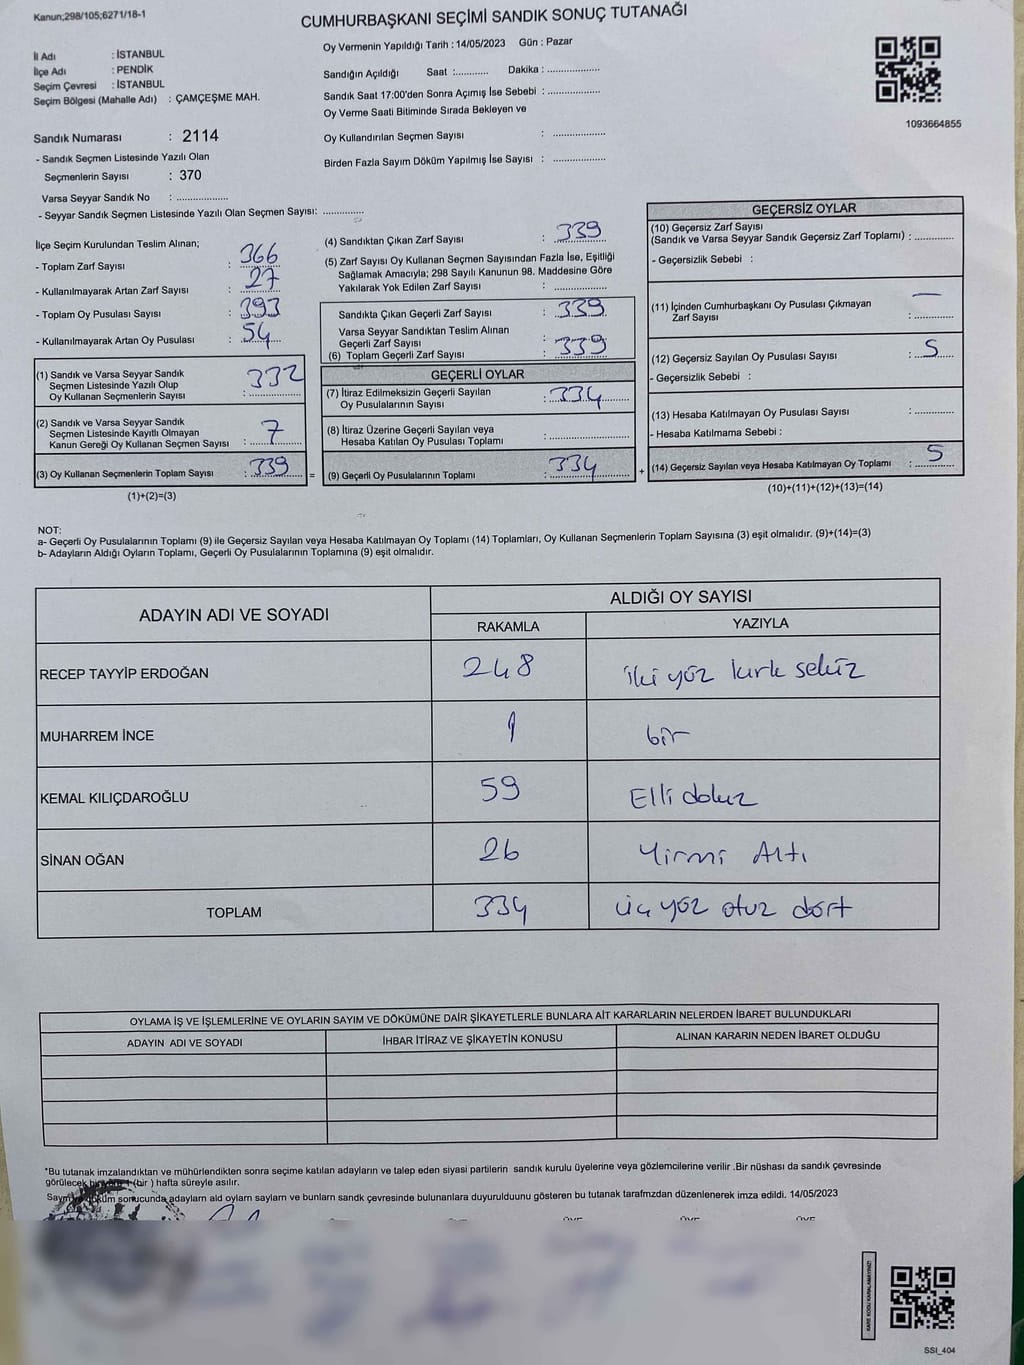 Kanun;298/105;6271/18-1
CUMHURBAŞKANI SEÇİMİ SANDIK SONUÇ TUTANAĞI
İl Adı : İSTANBUL
İlçe Adı : PENDİK
Seçim Çevresi : İSTANBUL
Seçim Bölgesi (Mahalle Adı) : ÇAMÇEŞME MAH.
Sandık Numarası : 2114
- Sandık Seçmen Listesinde Yazılı Olan
Seçmenlerin Sayısı : 370
Varsa Seyyar Sandık No : ..................
- Seyyar Sandık Seçmen Listesinde Yazılı Olan Seçmen Sayısı: ..............
Oy Vermenin Yapıldığı Tarih : 14/05/2023 Gün : Pazar
Sandığın Açıldığı Saat :............ Dakika : ..................
Sandık Saat 17:00'den Sonra Açımış İse Sebebi : ..................
Oy Verme Saati Bitiminde Sırada Bekleyen ve
Oy Kullandırılan Seçmen Sayısı : ..................
Birden Fazla Sayım Döküm Yapılmış İse Sayısı : ..................
1093664855
İlçe Seçim Kurulundan Teslim Alınan;
- Toplam Zarf Sayısı : 366
- Kullanılmayarak Artan Zarf Sayısı : 27
- Toplam Oy Pusulası Sayısı : 393
- Kullanılmayarak Artan Oy Pusulası : 54
(1) Sandık ve Varsa Seyyar Sandık
Seçmen Listesinde Yazılı Olup
Oy Kullanan Seçmenlerin Sayısı : 332
(2) Sandık ve Varsa Seyyar Sandık
Seçmen Listesinde Kayıtlı Olmayan
Kanun Gereği Oy Kullanan Seçmen Sayısı : 7
(3) Oy Kullanan Seçmenlerin Toplam Sayısı : 339 =
(1)+(2)=(3)
(4) Sandıktan Çıkan Zarf Sayısı : 339
(5) Zarf Sayısı Oy Kullanan Seçmen Sayısından Fazla İse, Eşitliği
Sağlamak Amacıyla; 298 Sayılı Kanunun 98. Maddesine Göre
Yakılarak Yok Edilen Zarf Sayısı : ..................
Sandıkta Çıkan Geçerli Zarf Sayısı : 339
Varsa Seyyar Sandıktan Teslim Alınan
Geçerli Zarf Sayısı :
(6) Toplam Geçerli Zarf Sayısı : 339
GEÇERLİ OYLAR
(7) İtiraz Edilmeksizin Geçerli Sayılan
Oy Pusulalarının Sayısı : 334
(8) İtiraz Üzerine Geçerli Sayılan veya
Hesaba Katılan Oy Pusulası Toplamı : ..................
(9) Geçerli Oy Pusulalarının Toplamı : 334 +
GEÇERSİZ OYLAR
(10) Geçersiz Zarf Sayısı
(Sandık ve Varsa Seyyar Sandık Geçersiz Zarf Toplamı) : ..............
- Geçersizlik Sebebi :
(11) İçinden Cumhurbaşkanı Oy Pusulası Çıkmayan
Zarf Sayısı : —
(12) Geçersiz Sayılan Oy Pusulası Sayısı : 5
- Geçersizlik Sebebi :
(13) Hesaba Katılmayan Oy Pusulası Sayısı : ..............
- Hesaba Katılmama Sebebi :
(14) Geçersiz Sayılan veya Hesaba Katılmayan Oy Toplamı : 5
(10)+(11)+(12)+(13)=(14)
NOT:
a- Geçerli Oy Pusulalarının Toplamı (9) ile Geçersiz Sayılan veya Hesaba Katılmayan Oy Toplamı (14) Toplamları, Oy Kullanan Seçmenlerin Toplam Sayısına (3) eşit olmalıdır. (9)+(14)=(3)
b- Adayların Aldığı Oyların Toplamı, Geçerli Oy Pusulalarının Toplamına (9) eşit olmalıdır.
ADAYIN ADI VE SOYADI ALDIĞI OY SAYISI
RAKAMLA YAZIYLA
RECEP TAYYİP ERDOĞAN 248 iki yüz kırk sekiz
MUHARREM İNCE 1 bir
KEMAL KILIÇDAROĞLU 59 Elli dokuz
SİNAN OĞAN 26 Yirmi Altı
TOPLAM 334 üç yüz otuz dört
OYLAMA İŞ VE İŞLEMLERİNE VE OYLARIN SAYIM VE DÖKÜMÜNE DAİR ŞİKAYETLERLE BUNLARA AİT KARARLARIN NELERDEN İBARET BULUNDUKLARI
ADAYIN ADI VE SOYADI İHBAR İTİRAZ VE ŞİKAYETİN KONUSU ALINAN KARARIN NEDEN İBARET OLDUĞU
*Bu tutanak imzalandıktan ve mühürlendikten sonra seçime katılan adayların ve talep eden siyasi partilerin sandık kurulu üyelerine veya gözlemcilerine verilir .Bir nüshası da sandık çevresinde
görülecek bir yere 1 (bir ) hafta süreyle asılır.
Sayım döküm sonucunda adaylarn ald oylarn saylarn ve bunlarn sandk çevresinde bulunanlara duyurulduunu gösteren bu tutanak tarafmzdan düzenlenerek imza edildi. 14/05/2023
ÜYE ÜYE ÜYE
KARE KODU KARALAMAYINIZ!
SSI_404